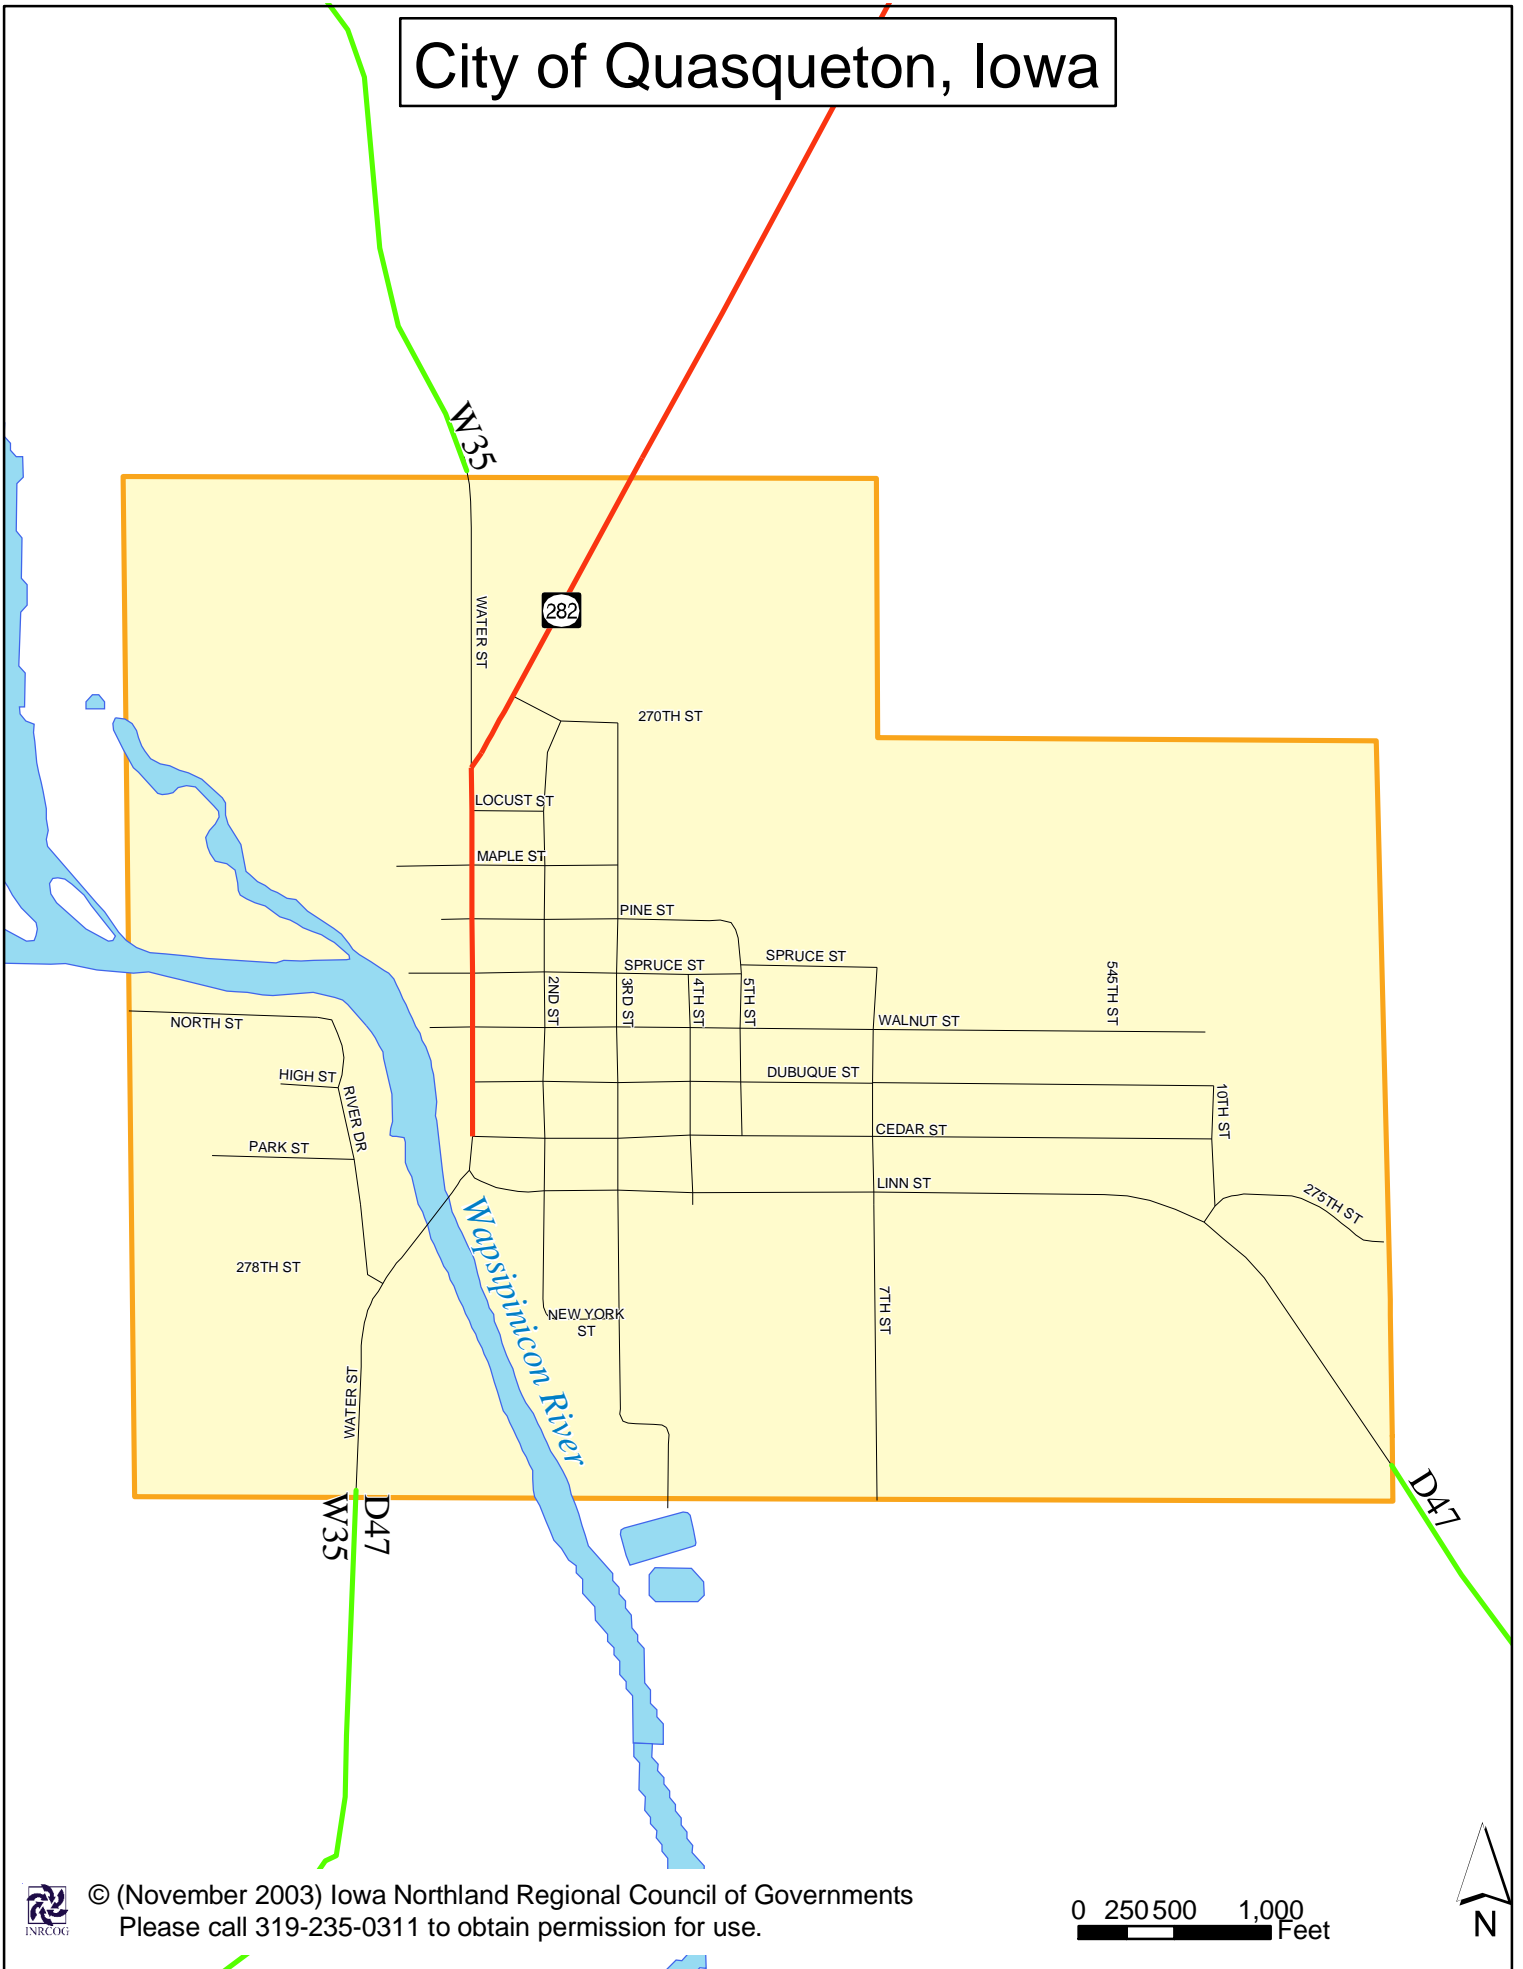 City of Quasqueton, Iowa
W35
282
WATER ST
270TH ST
LOCUST ST
MAPLE ST
PINE ST
SPRUCE ST
SPRUCE ST
545TH ST
2ND ST
3RD ST
4TH ST
5TH ST
NORTH ST
WALNUT ST
HIGH ST
DUBUQUE ST
RIVER DR
10TH ST
PARK ST
CEDAR ST
LINN ST
275TH ST
Wapsipinicon River
278TH ST
NEW YORK
ST
7TH ST
WATER ST
W35
D47
D47
© (November 2003) Iowa Northland Regional Council of Governments
Please call 319-235-0311 to obtain permission for use.
INRCOG
0 250 500 1,000
Feet
N